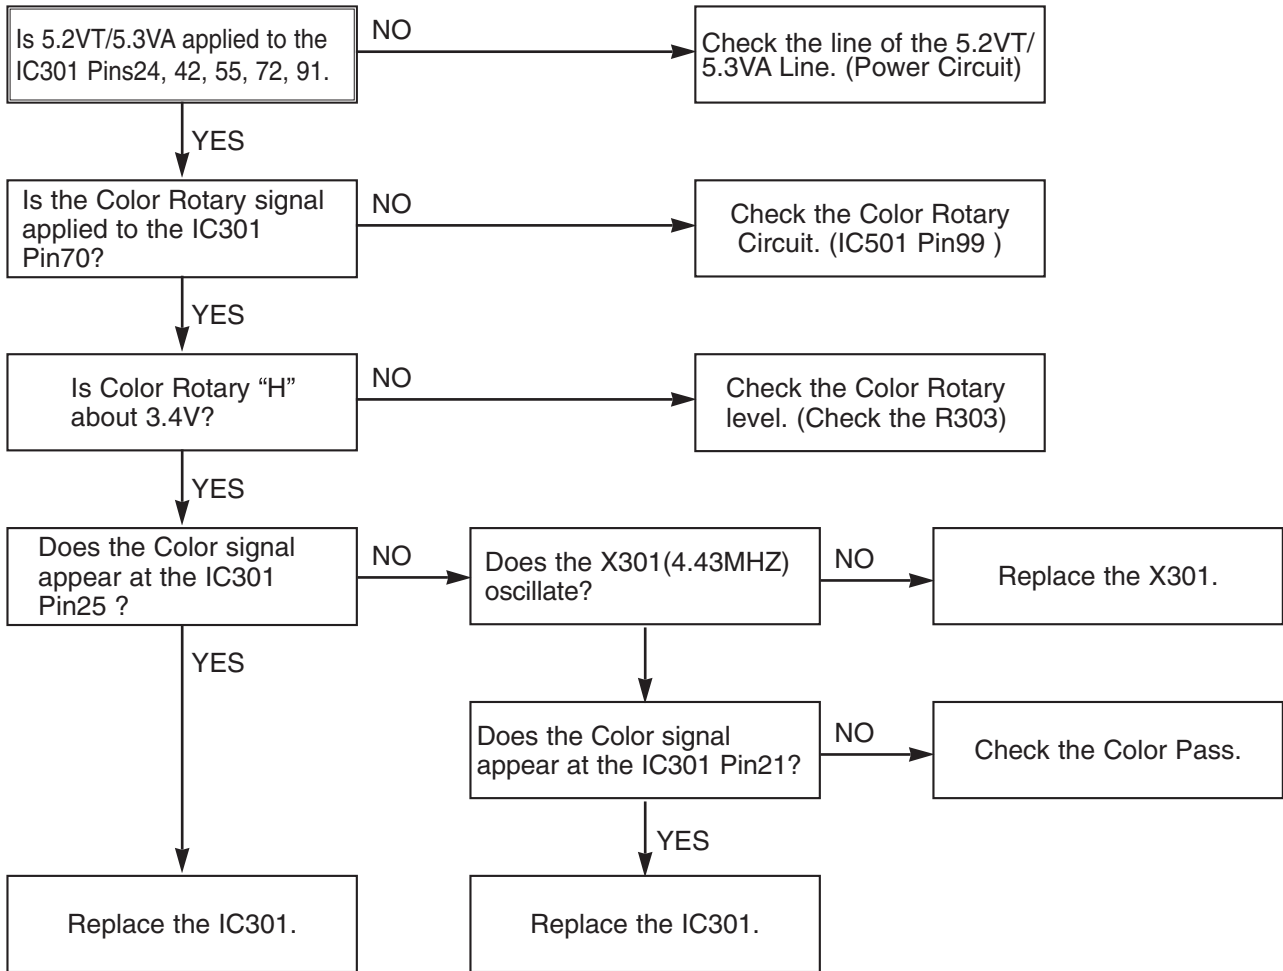 Is 5.2VT/5.3VA applied to the
IC301 Pins24, 42, 55, 72, 91.
NO
Check the line of the 5.2VT/
5.3VA Line. (Power Circuit)
YES
Is the Color Rotary signal
applied to the IC301
Pin70?
NO
Check the Color Rotary
Circuit. (IC501 Pin99 )
YES
Is Color Rotary “H”
about 3.4V?
NO
Check the Color Rotary
level. (Check the R303)
YES
Does the Color signal
appear at the IC301
Pin25 ?
NO
Does the X301(4.43MHZ)
oscillate?
NO
Replace the X301.
YES
Does the Color signal
appear at the IC301 Pin21?
NO
Check the Color Pass.
YES
Replace the IC301.
Replace the IC301.